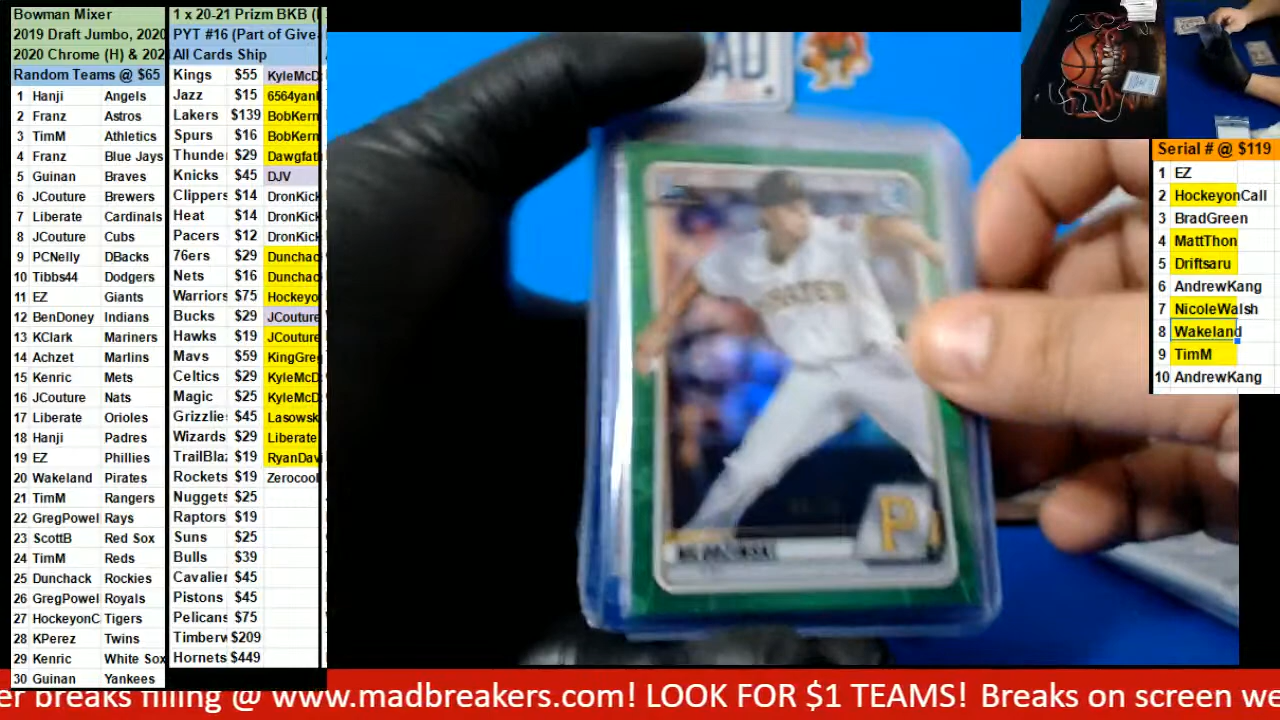 Bowman Mixer
2019 Draft Jumbo, 2020
2020 Chrome (H) & 202
Random Teams @ $65
1 Hanji Angels
2 Franz Astros
3 TimM Athletics
4 Franz Blue Jays
5 Guinan Braves
6 JCouture Brewers
7 Liberate Cardinals
8 JCouture Cubs
9 PCNelly DBacks
10 Tibbs44 Dodgers
11 EZ Giants
12 BenDoney Indians
13 KClark Mariners
14 Achzet Marlins
15 Kenric Mets
16 JCouture Nats
17 Liberate Orioles
18 Hanji Padres
19 EZ Phillies
20 Wakeland Pirates
21 TimM Rangers
22 GregPowel Rays
23 ScottB Red Sox
24 TimM Reds
25 Dunchack Rockies
26 GregPowel Royals
27 HockeyonC Tigers
28 KPerez Twins
29 Kenric White Sox
30 Guinan Yankees
1 x 20-21 Prizm BKB (
PYT #16 (Part of Give
All Cards Ship
Kings $55 KyleMcD
Jazz $15 6564yan
Lakers $139 BobKern
Spurs $16 BobKern
Thunde $29 Dawgfat
Knicks $45 DJV
Clippers $14 DronKick
Heat $14 DronKick
Pacers $12 DronKick
76ers $29 Dunchac
Nets $16 Dunchac
Warriors $75 Hockeyo
Bucks $29 JCouture
Hawks $19 JCouture
Mavs $59 KingGre
Celtics $29 KyleMcD
Magic $25 KyleMcD
Grizzlie $45 Lasowsk
Wizards $29 Liberate
TrailBla $19 RyanDav
Rockets $19 Zerocool
Nuggets $25
Raptors $19
Suns $25
Bulls $39
Cavalier $45
Pistons $45
Pelicans $75
Timberw $209
Hornets $449
P
Serial # @ $119
1 EZ
2 HockeyonCall
3 BradGreen
4 MattThon
5 Driftsaru
6 AndrewKang
7 NicoleWalsh
8 Wakeland
9 TimM
10 AndrewKang
er breaks filling @ www.madbreakers.com! LOOK FOR $1 TEAMS! Breaks on screen we